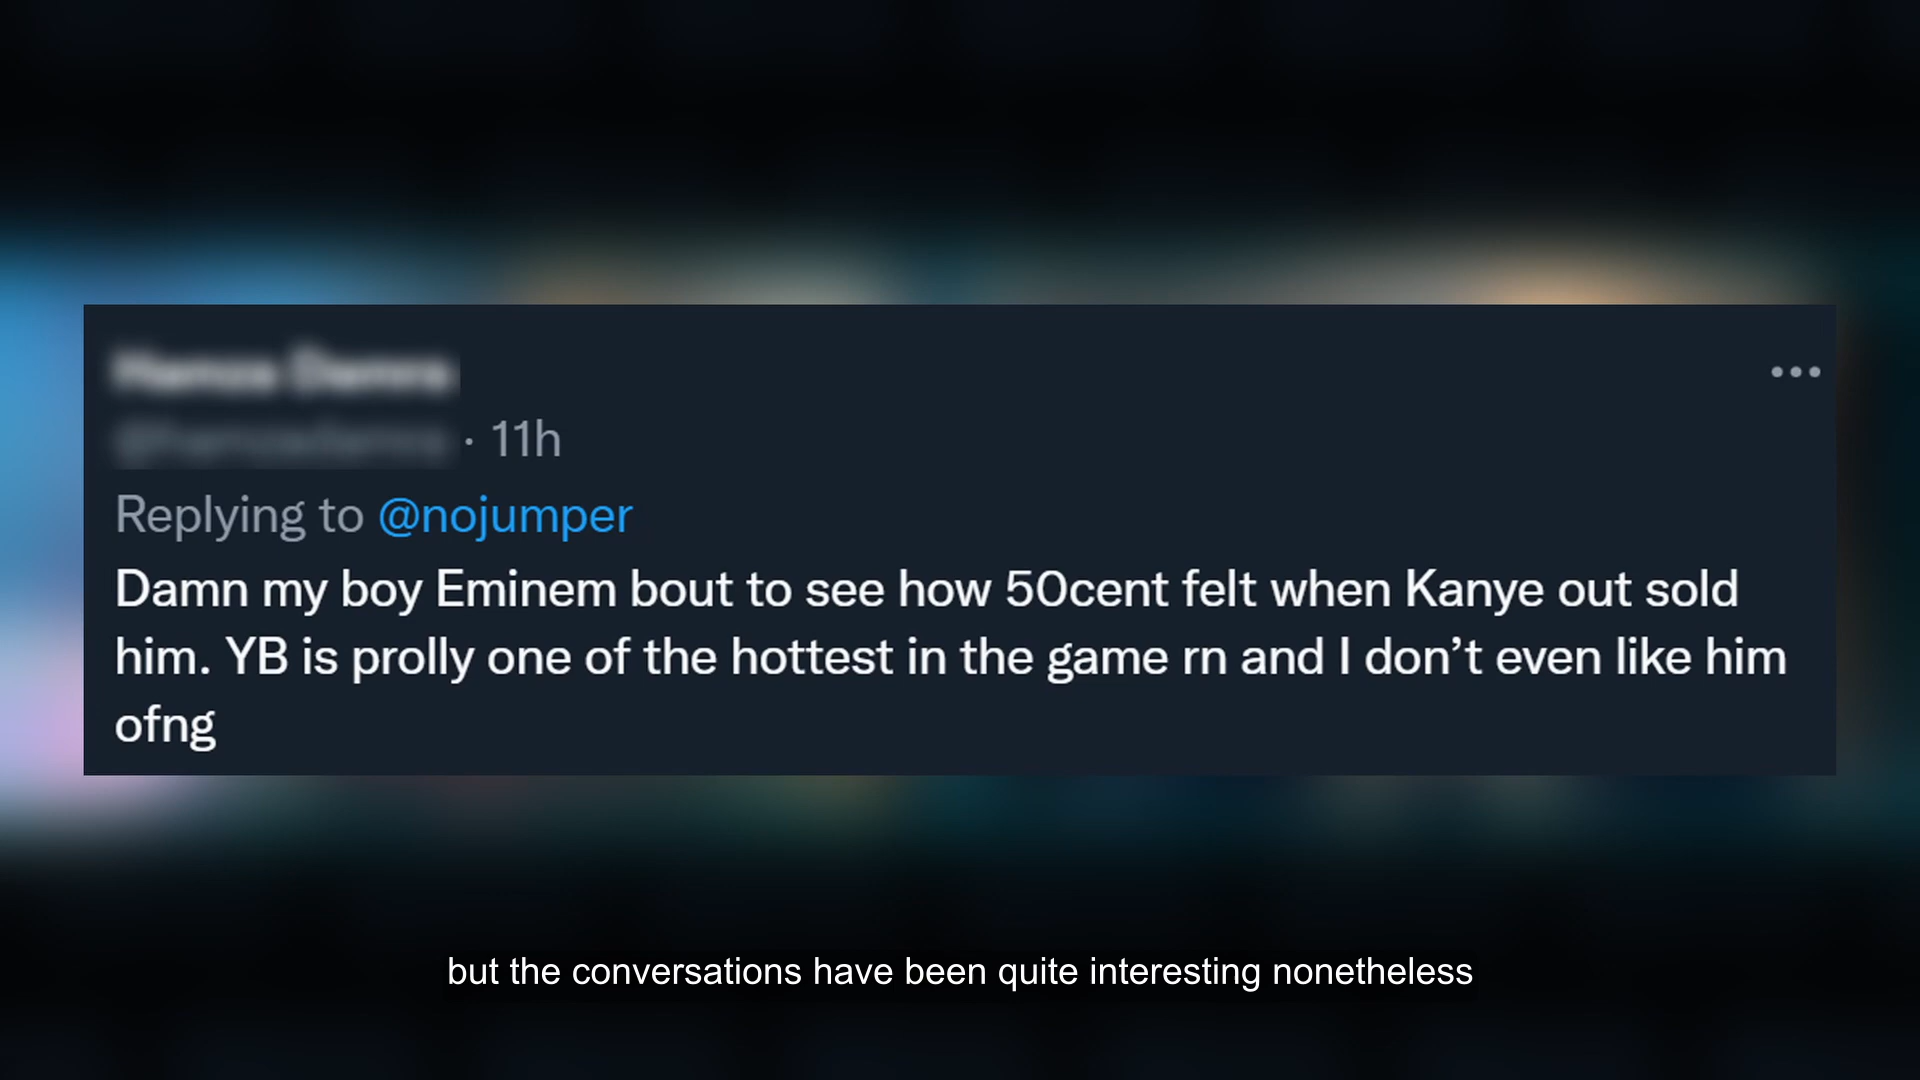 · 11h
Replying to @nojumper
Damn my boy Eminem bout to see how 50cent felt when Kanye out sold
him. YB is prolly one of the hottest in the game rn and I don’t even like him
ofng
but the conversations have been quite interesting nonetheless